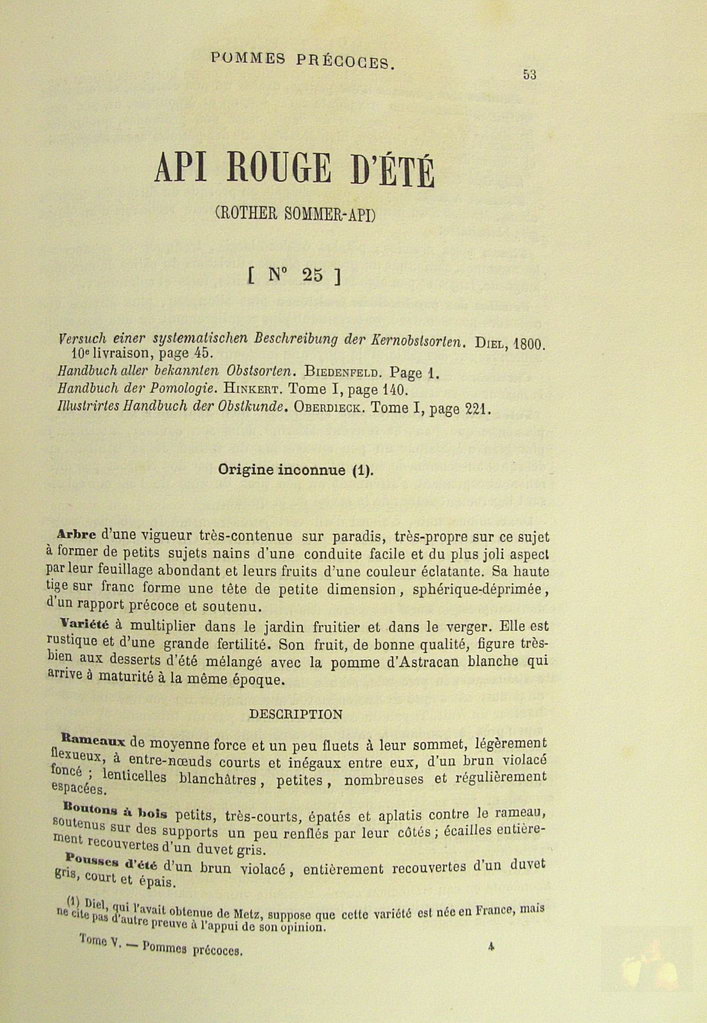 POMMES PRÉCOCES.
53
API ROUGE D'ÉTÉ
(ROTHER SOMMER-API)
[ N° 25 ]
Versuch einer systematischen Beschreibung der Kernobstsorten. DIEL, 1800.
10e livraison, page 45.
Handbuch aller bekannten Obstsorten. BIEDENFELD. Page 1.
Handbuch der Pomologie. HINKERT. Tome I, page 140.
Illustrirtes Handbuch der Obstkunde. OBERDIECK. Tome I, page 221.
Origine inconnue (1).
Arbre d'une vigueur très-contenue sur paradis, très-propre sur ce sujet
à former de petits sujets nains d'une conduite facile et du plus joli aspect
par leur feuillage abondant et leurs fruits d'une couleur éclatante. Sa haute
tige sur franc forme une tête de petite dimension, sphérique-déprimée,
d'un rapport précoce et soutenu.
Variété à multiplier dans le jardin fruitier et dans le verger. Elle est
rustique et d'une grande fertilité. Son fruit, de bonne qualité, figure très-
bien aux desserts d'été mélangé avec la pomme d'Astracan blanche qui
arrive à maturité à la même époque.
DESCRIPTION
Rameaux de moyenne force et un peu fluets à leur sommet, légèrement
flexueux, à entre-nœuds courts et inégaux entre eux, d'un brun violacé
foncé ; lenticelles blanchâtres, petites, nombreuses et régulièrement
espacées.
Boutons à bois petits, très-courts, épatés et aplatis contre le rameau,
soutenus sur des supports un peu renflés par leur côtés ; écailles entière-
ment recouvertes d'un duvet gris.
Pousses d'été d'un brun violacé, entièrement recouvertes d'un duvet
gris, court et épais.
(1) Diel, qui l'avait obtenue de Metz, suppose que cette variété est née en France, mais
ne cite pas d'autre preuve à l'appui de son opinion.
Tome V. — Pommes précoces. 4